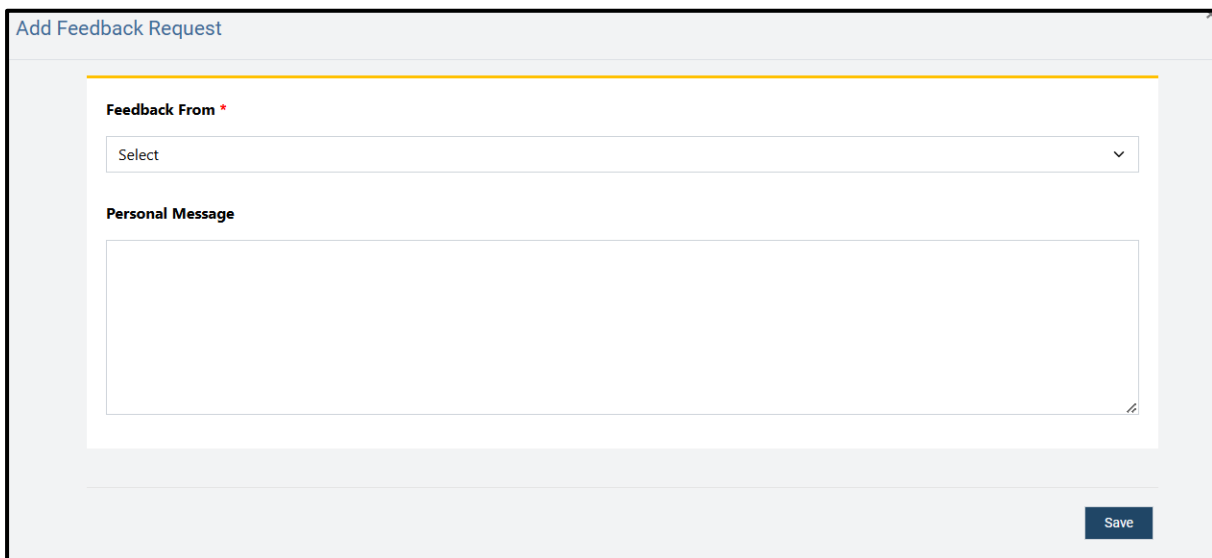 Add Feedback Request
Feedback From *
Select
Personal Message
Save